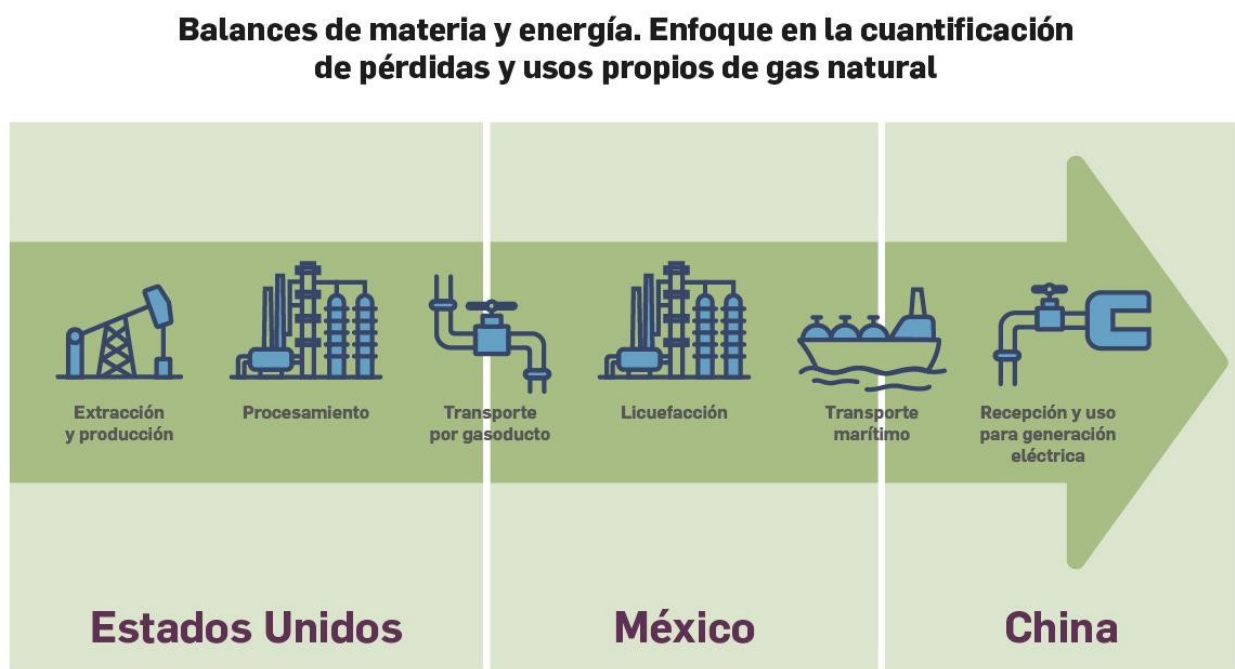 Balances de materia y energía. Enfoque en la cuantificación
de pérdidas y usos propios de gas natural
Extracción
y producción
Procesamiento
Transporte
por gasoducto
Licuefacción
Transporte
marítimo
Recepción y uso
para generación
eléctrica
Estados Unidos
México
China